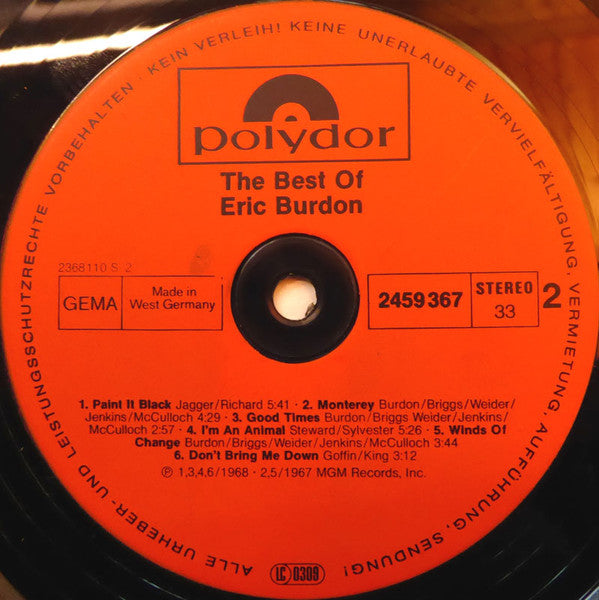 ALLE URHEBER- UND LEISTUNGSSCHUTZRECHTE VORBEHALTEN · KEIN VERLEIH! KEINE UNERLAUBTE VERVIELFÄLTIGUNG, VERMIETUNG, AUFFÜHRUNG, SENDUNG!
polydor
The Best Of
Eric Burdon
2368110 S 2
GEMA
Made in
West Germany
2459 367
STEREO
33
2
1. Paint It Black Jagger/Richard 5:41 · 2. Monterey Burdon/Briggs/Weider/
Jenkins/McCulloch 4:29 · 3. Good Times Burdon/Briggs Weider/Jenkins/
McCulloch 2:57 · 4. I'm An Animal Steward/Sylvester 5:26 · 5. Winds Of
Change Burdon/Briggs/Weider/Jenkins/McCulloch 3:44
6. Don't Bring Me Down Goffin/King 3:12
℗ 1,3,4,6/1968 · 2,5/1967 MGM Records, Inc.
LC 0309